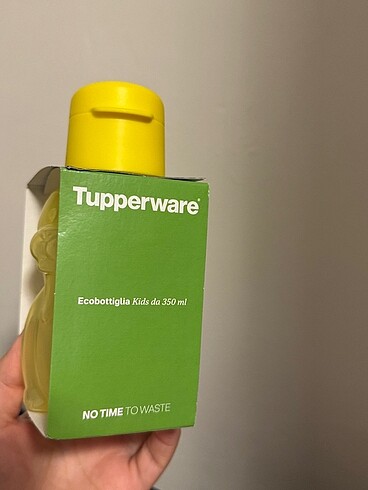 Tupperware®
Ecobottiglia Kids da 350 ml
NO TIME TO WASTE